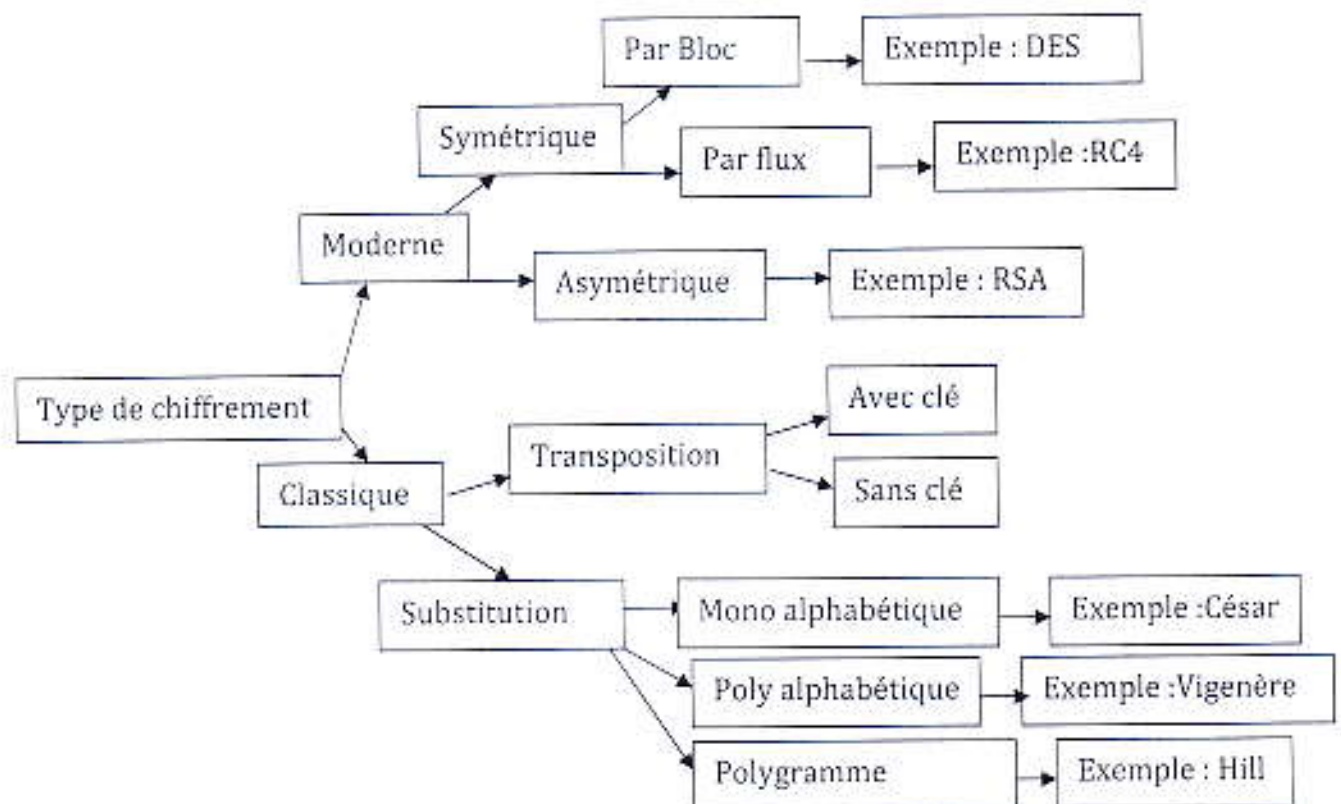 Par Bloc
Exemple : DES
Symétrique
Par flux
Exemple :RC4
Moderne
Asymétrique
Exemple : RSA
Type de chiffrement
Avec clé
Transposition
Classique
Sans clé
Substitution
Mono alphabétique
Exemple :César
Poly alphabétique
Exemple :Vigenère
Polygramme
Exemple : Hill